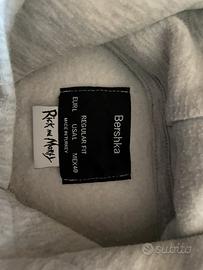 Bershka
REGULAR FIT
EUR L USA L MEX 40
RICK AND MORTY
MADE IN TURKEY
subito